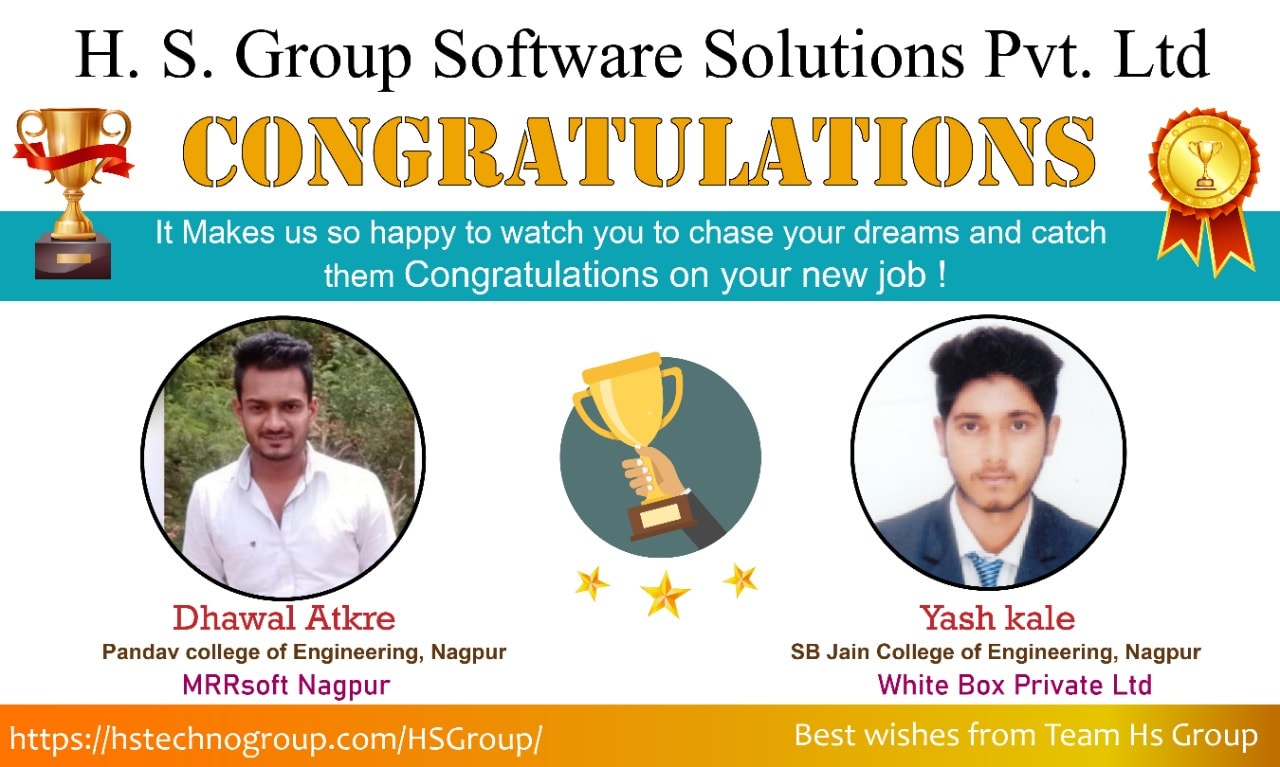 H. S. Group Software Solutions Pvt. Ltd
CONGRATULATIONS
It Makes us so happy to watch you to chase your dreams and catch
them Congratulations on your new job !
Dhawal Atkre
Pandav college of Engineering, Nagpur
MRRsoft Nagpur
Yash kale
SB Jain College of Engineering, Nagpur
White Box Private Ltd
https://hstechnogroup.com/HSGroup/
Best wishes from Team Hs Group